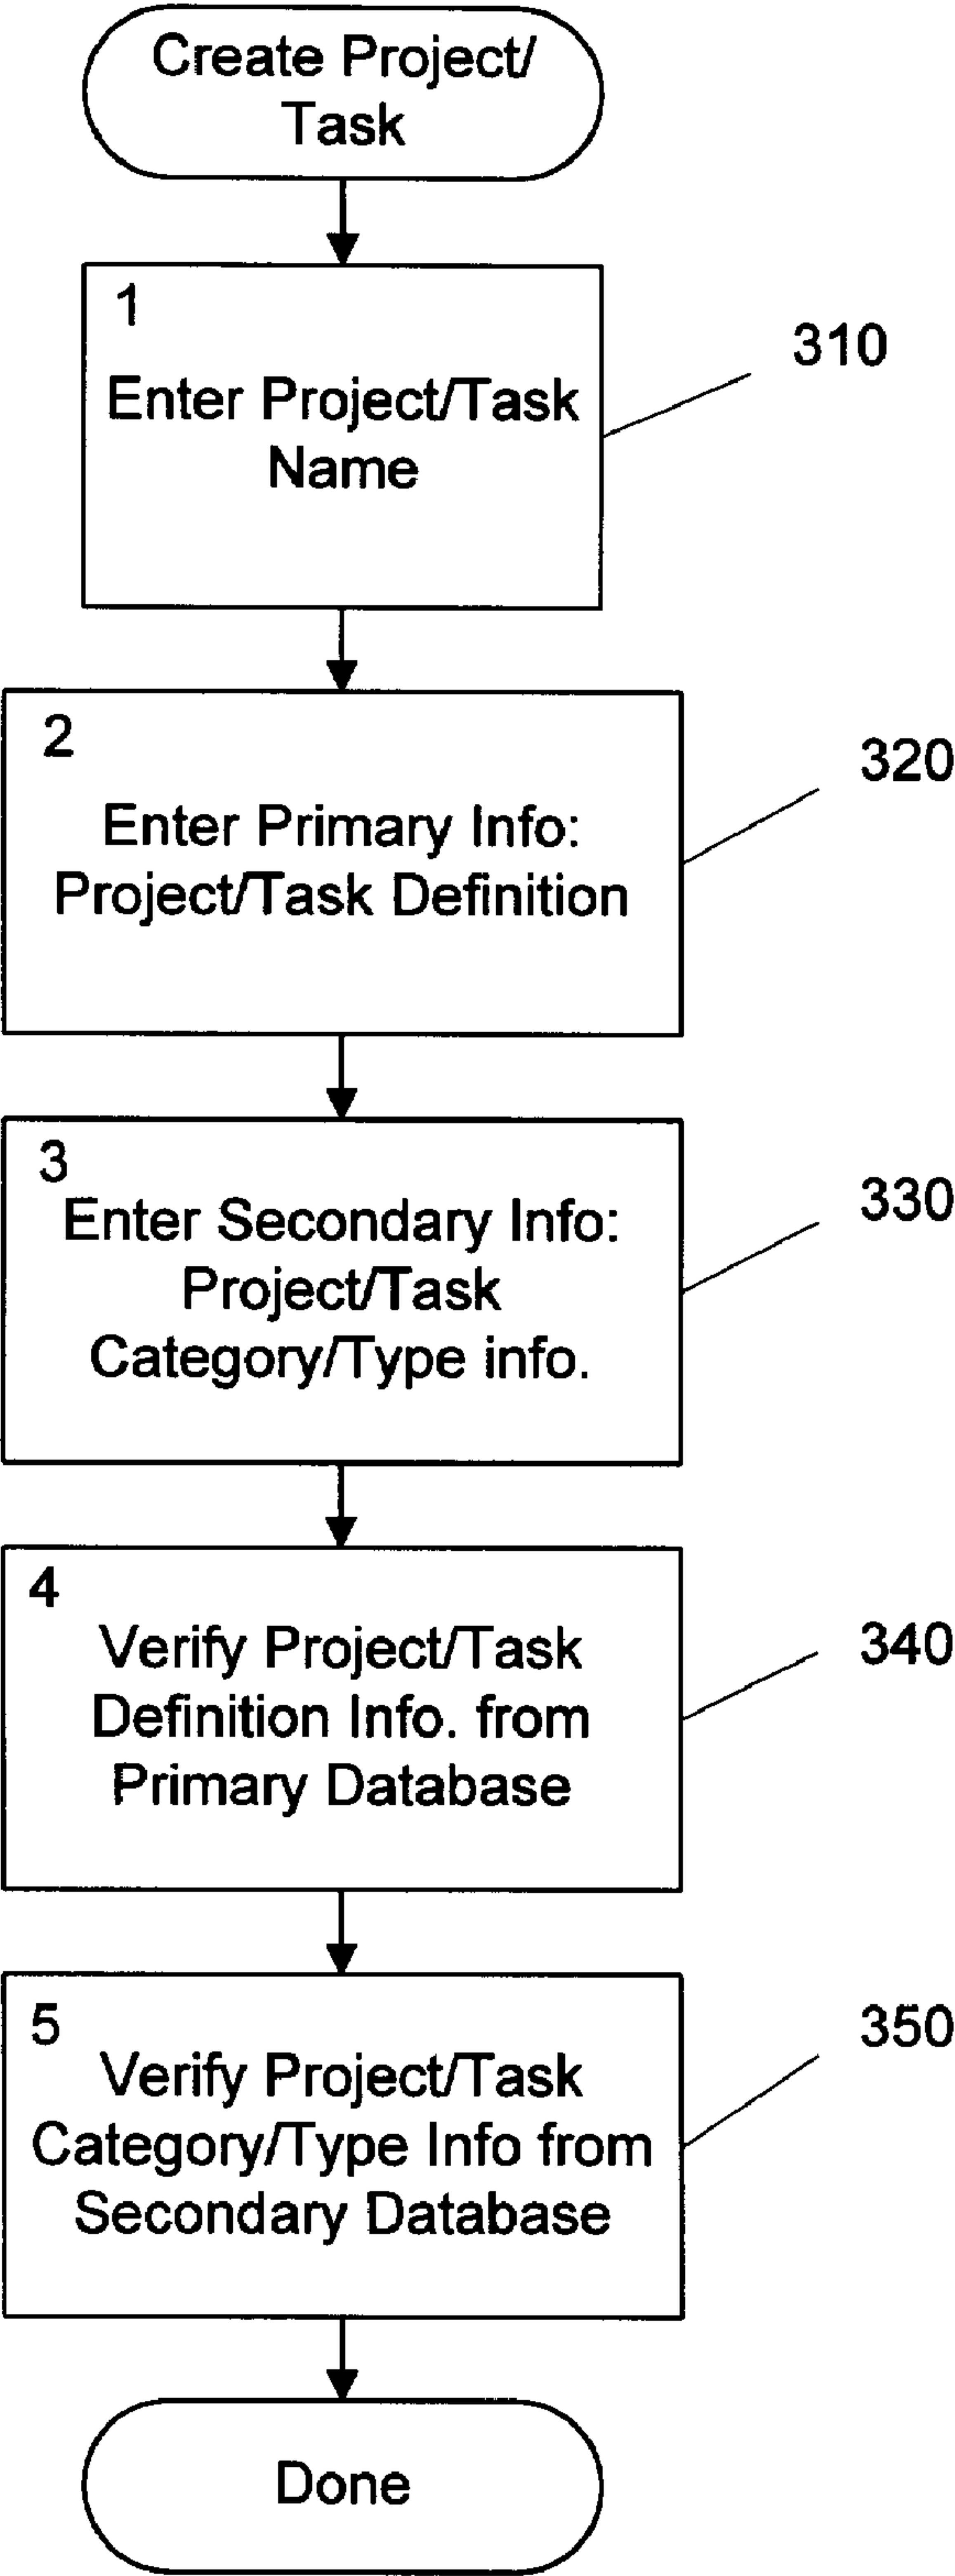 Create Project/
Task
1
Enter Project/Task
Name
310
2
Enter Primary Info:
Project/Task Definition
320
3
Enter Secondary Info:
Project/Task
Category/Type info.
330
4
Verify Project/Task
Definition Info. from
Primary Database
340
5
Verify Project/Task
Category/Type Info from
Secondary Database
350
Done